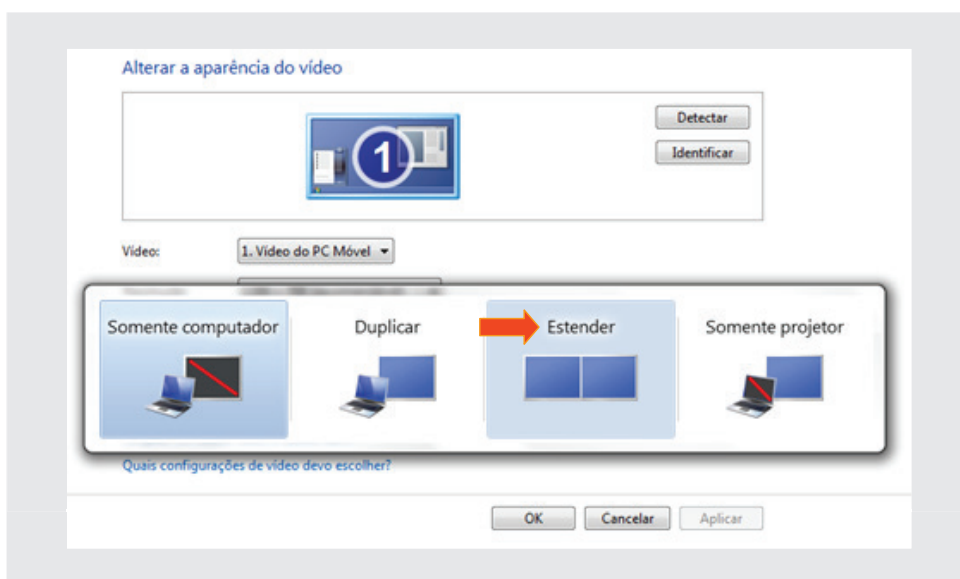 Alterar a aparência do vídeo
1
Detectar
Identificar
Vídeo:
1. Vídeo do PC Móvel
Somente computador
Duplicar
Estender
Somente projetor
Quais configurações de vídeo devo escolher?
OK
Cancelar
Aplicar